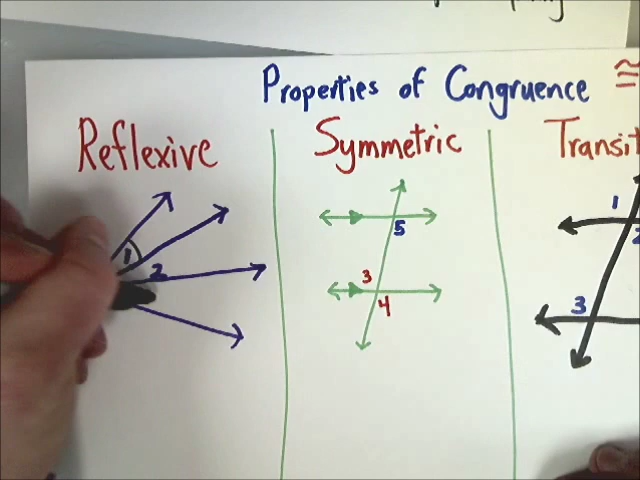 Properties of Congruence ≅
Reflexive
Symmetric
Transit
1
2
5
3
4
1
2
3